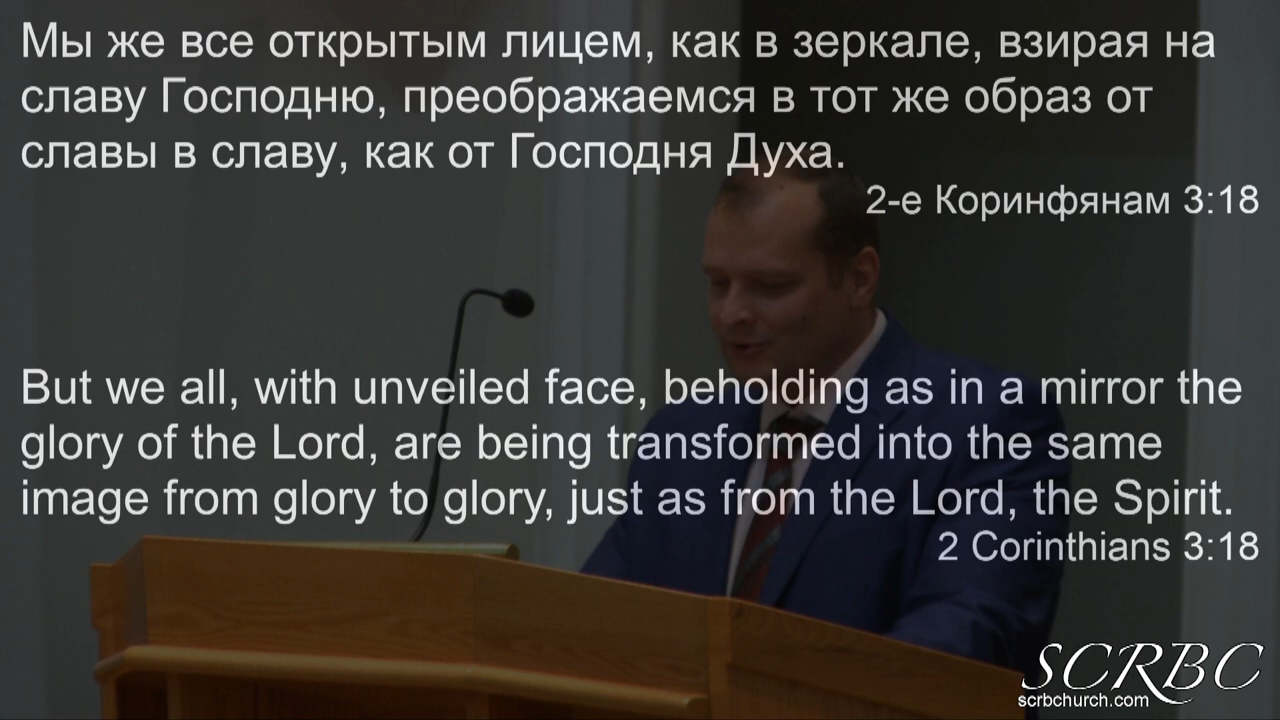 Мы же все открытым лицем, как в зеркале, взирая на
славу Господню, преображаемся в тот же образ от
славы в славу, как от Господня Духа.
2-е Коринфянам 3:18
But we all, with unveiled face, beholding as in a mirror the
glory of the Lord, are being transformed into the same
image from glory to glory, just as from the Lord, the Spirit.
2 Corinthians 3:18
SCRBC
scrbchurch.com